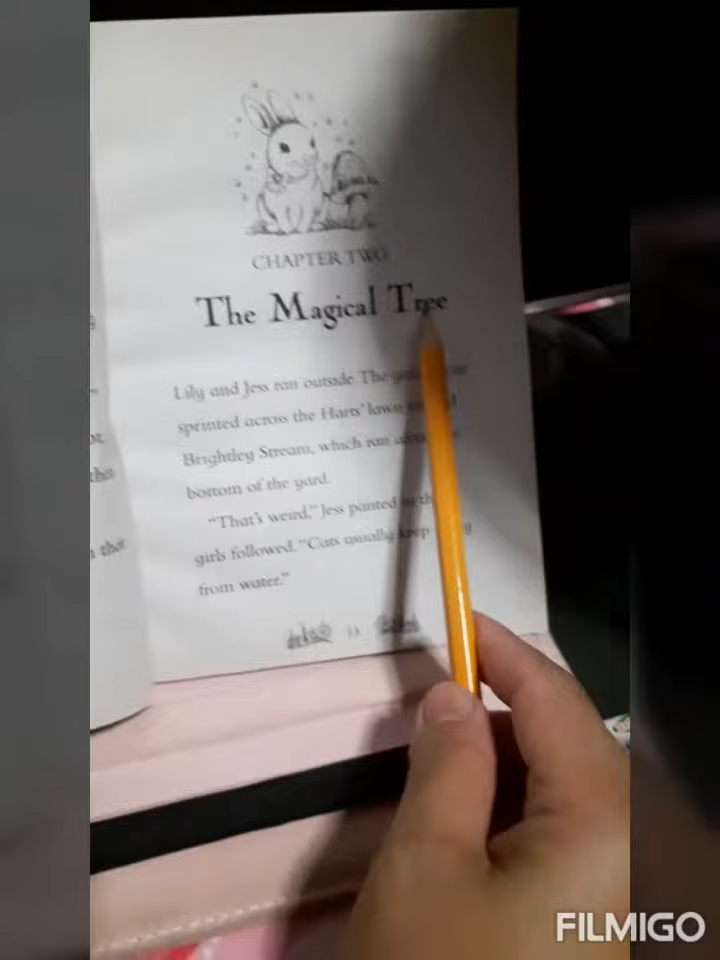 CHAPTER TWO
The Magical Tree
Lily and Jess ran outside. The
sprinted across the Harts' lawn
Brightley Stream, which ran
bottom of the yard.
"That's weird," Jess panted
girls followed. "Cats usually keep
from water."
13
that
FILMIGO